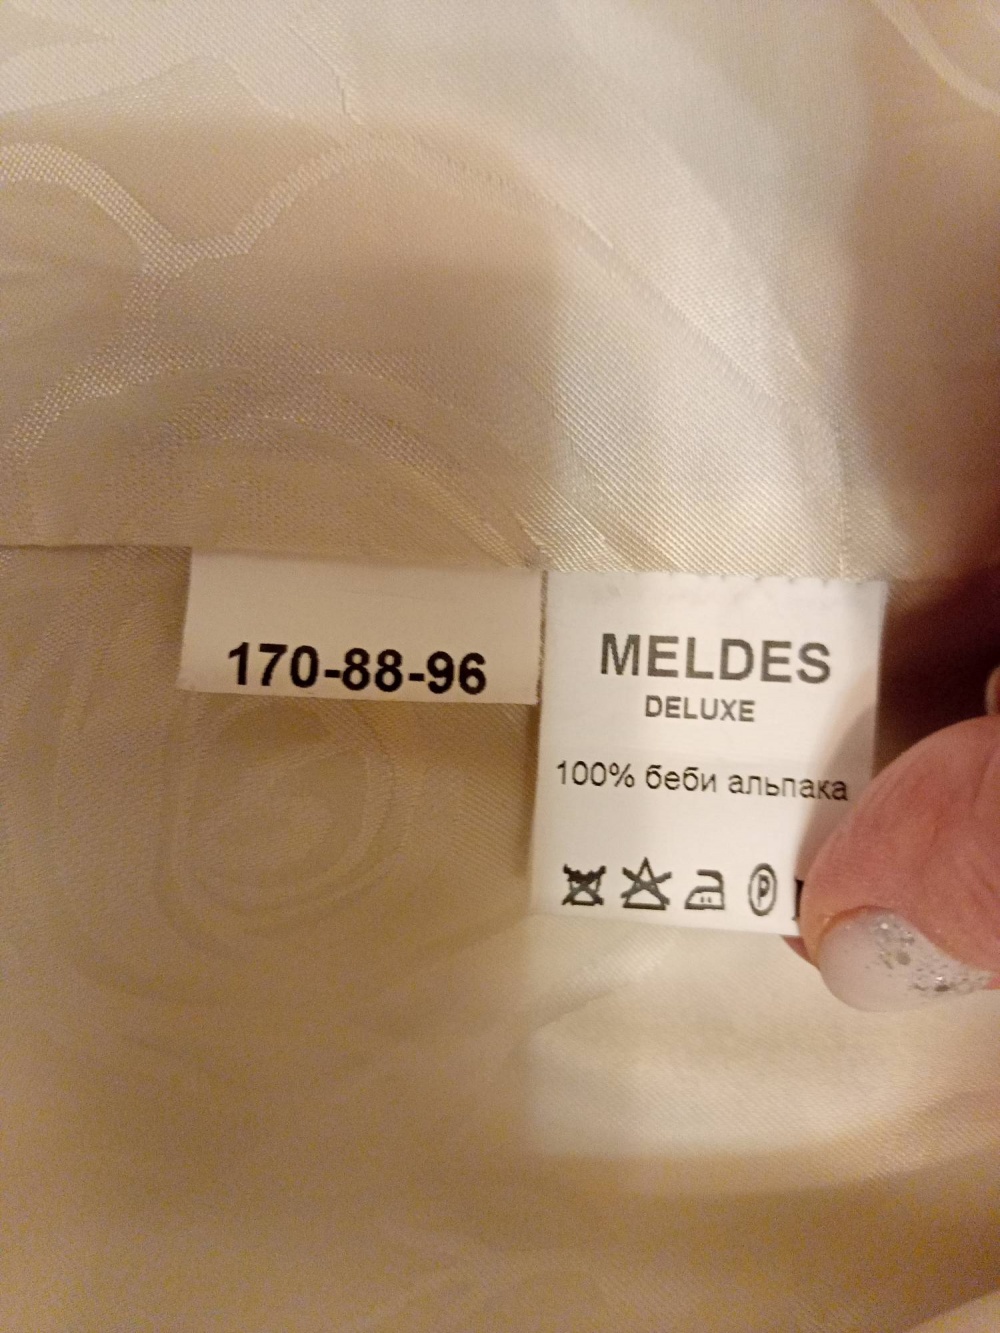 170-88-96
MELDES
DELUXE
100% беби альпака
P